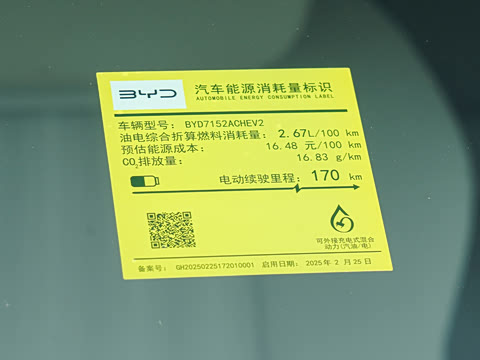 BYD
汽车能源消耗量标识
AUTOMOBILE ENERGY CONSUMPTION LABEL
车辆型号: BYD7152ACHEV2
油电综合折算燃料消耗量: 2.67L/100 km
预估能源成本: 16.48 元/100 km
CO₂排放量: 16.83 g/km
电动续驶里程: 170 km
可外接充电式混合
动力(汽油/电)
备案号: GH20250225172010001 启用日期: 2025年 2 月 25 日